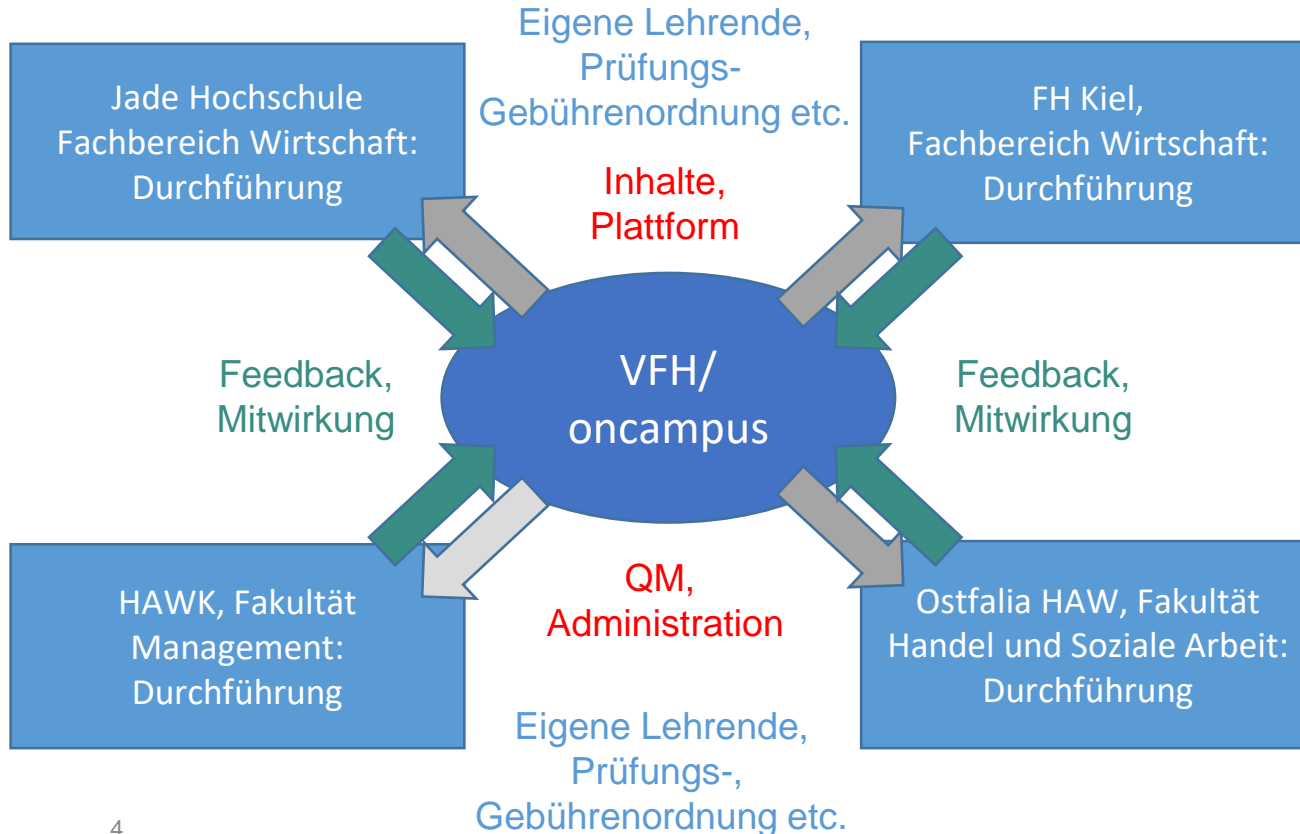 Eigene Lehrende,
Prüfungs-
Gebührenordnung etc.
Jade Hochschule
Fachbereich Wirtschaft:
Durchführung
FH Kiel,
Fachbereich Wirtschaft:
Durchführung
Inhalte,
Plattform
Feedback,
Mitwirkung
VFH/
oncampus
Feedback,
Mitwirkung
HAWK, Fakultät
Management:
Durchführung
QM,
Administration
Ostfalia HAW, Fakultät
Handel und Soziale Arbeit:
Durchführung
Eigene Lehrende,
Prüfungs-,
Gebührenordnung etc.
4